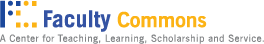 Faculty Commons
A Center for Teaching, Learning, Scholarship and Service.